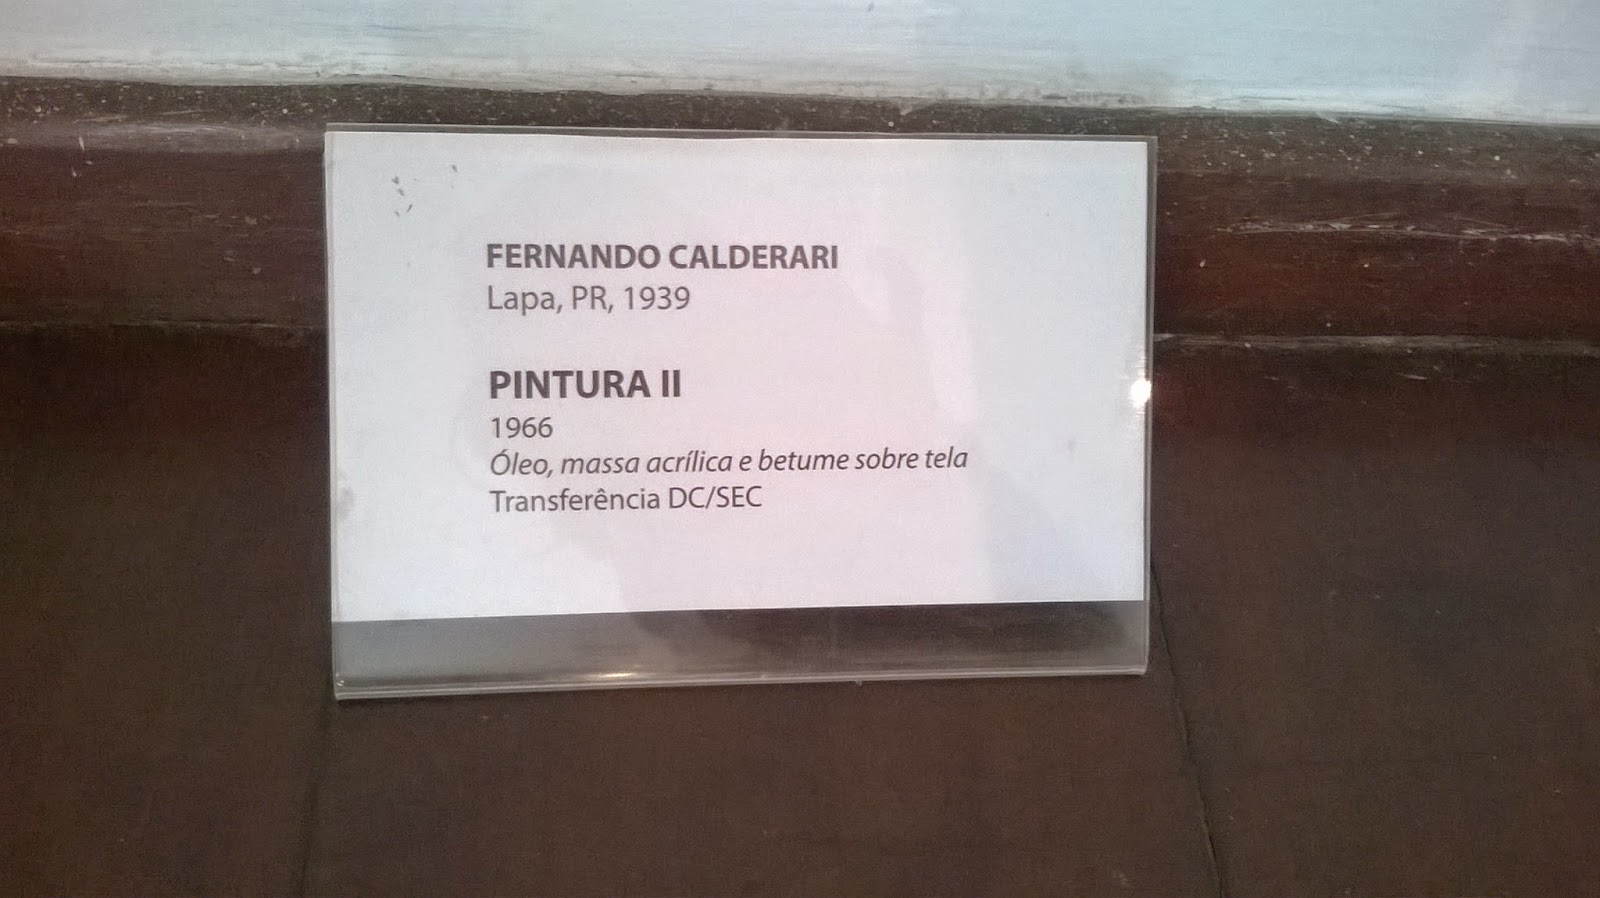 FERNANDO CALDERARI
Lapa, PR, 1939
PINTURA II
1966
Óleo, massa acrílica e betume sobre tela
Transferência DC/SEC